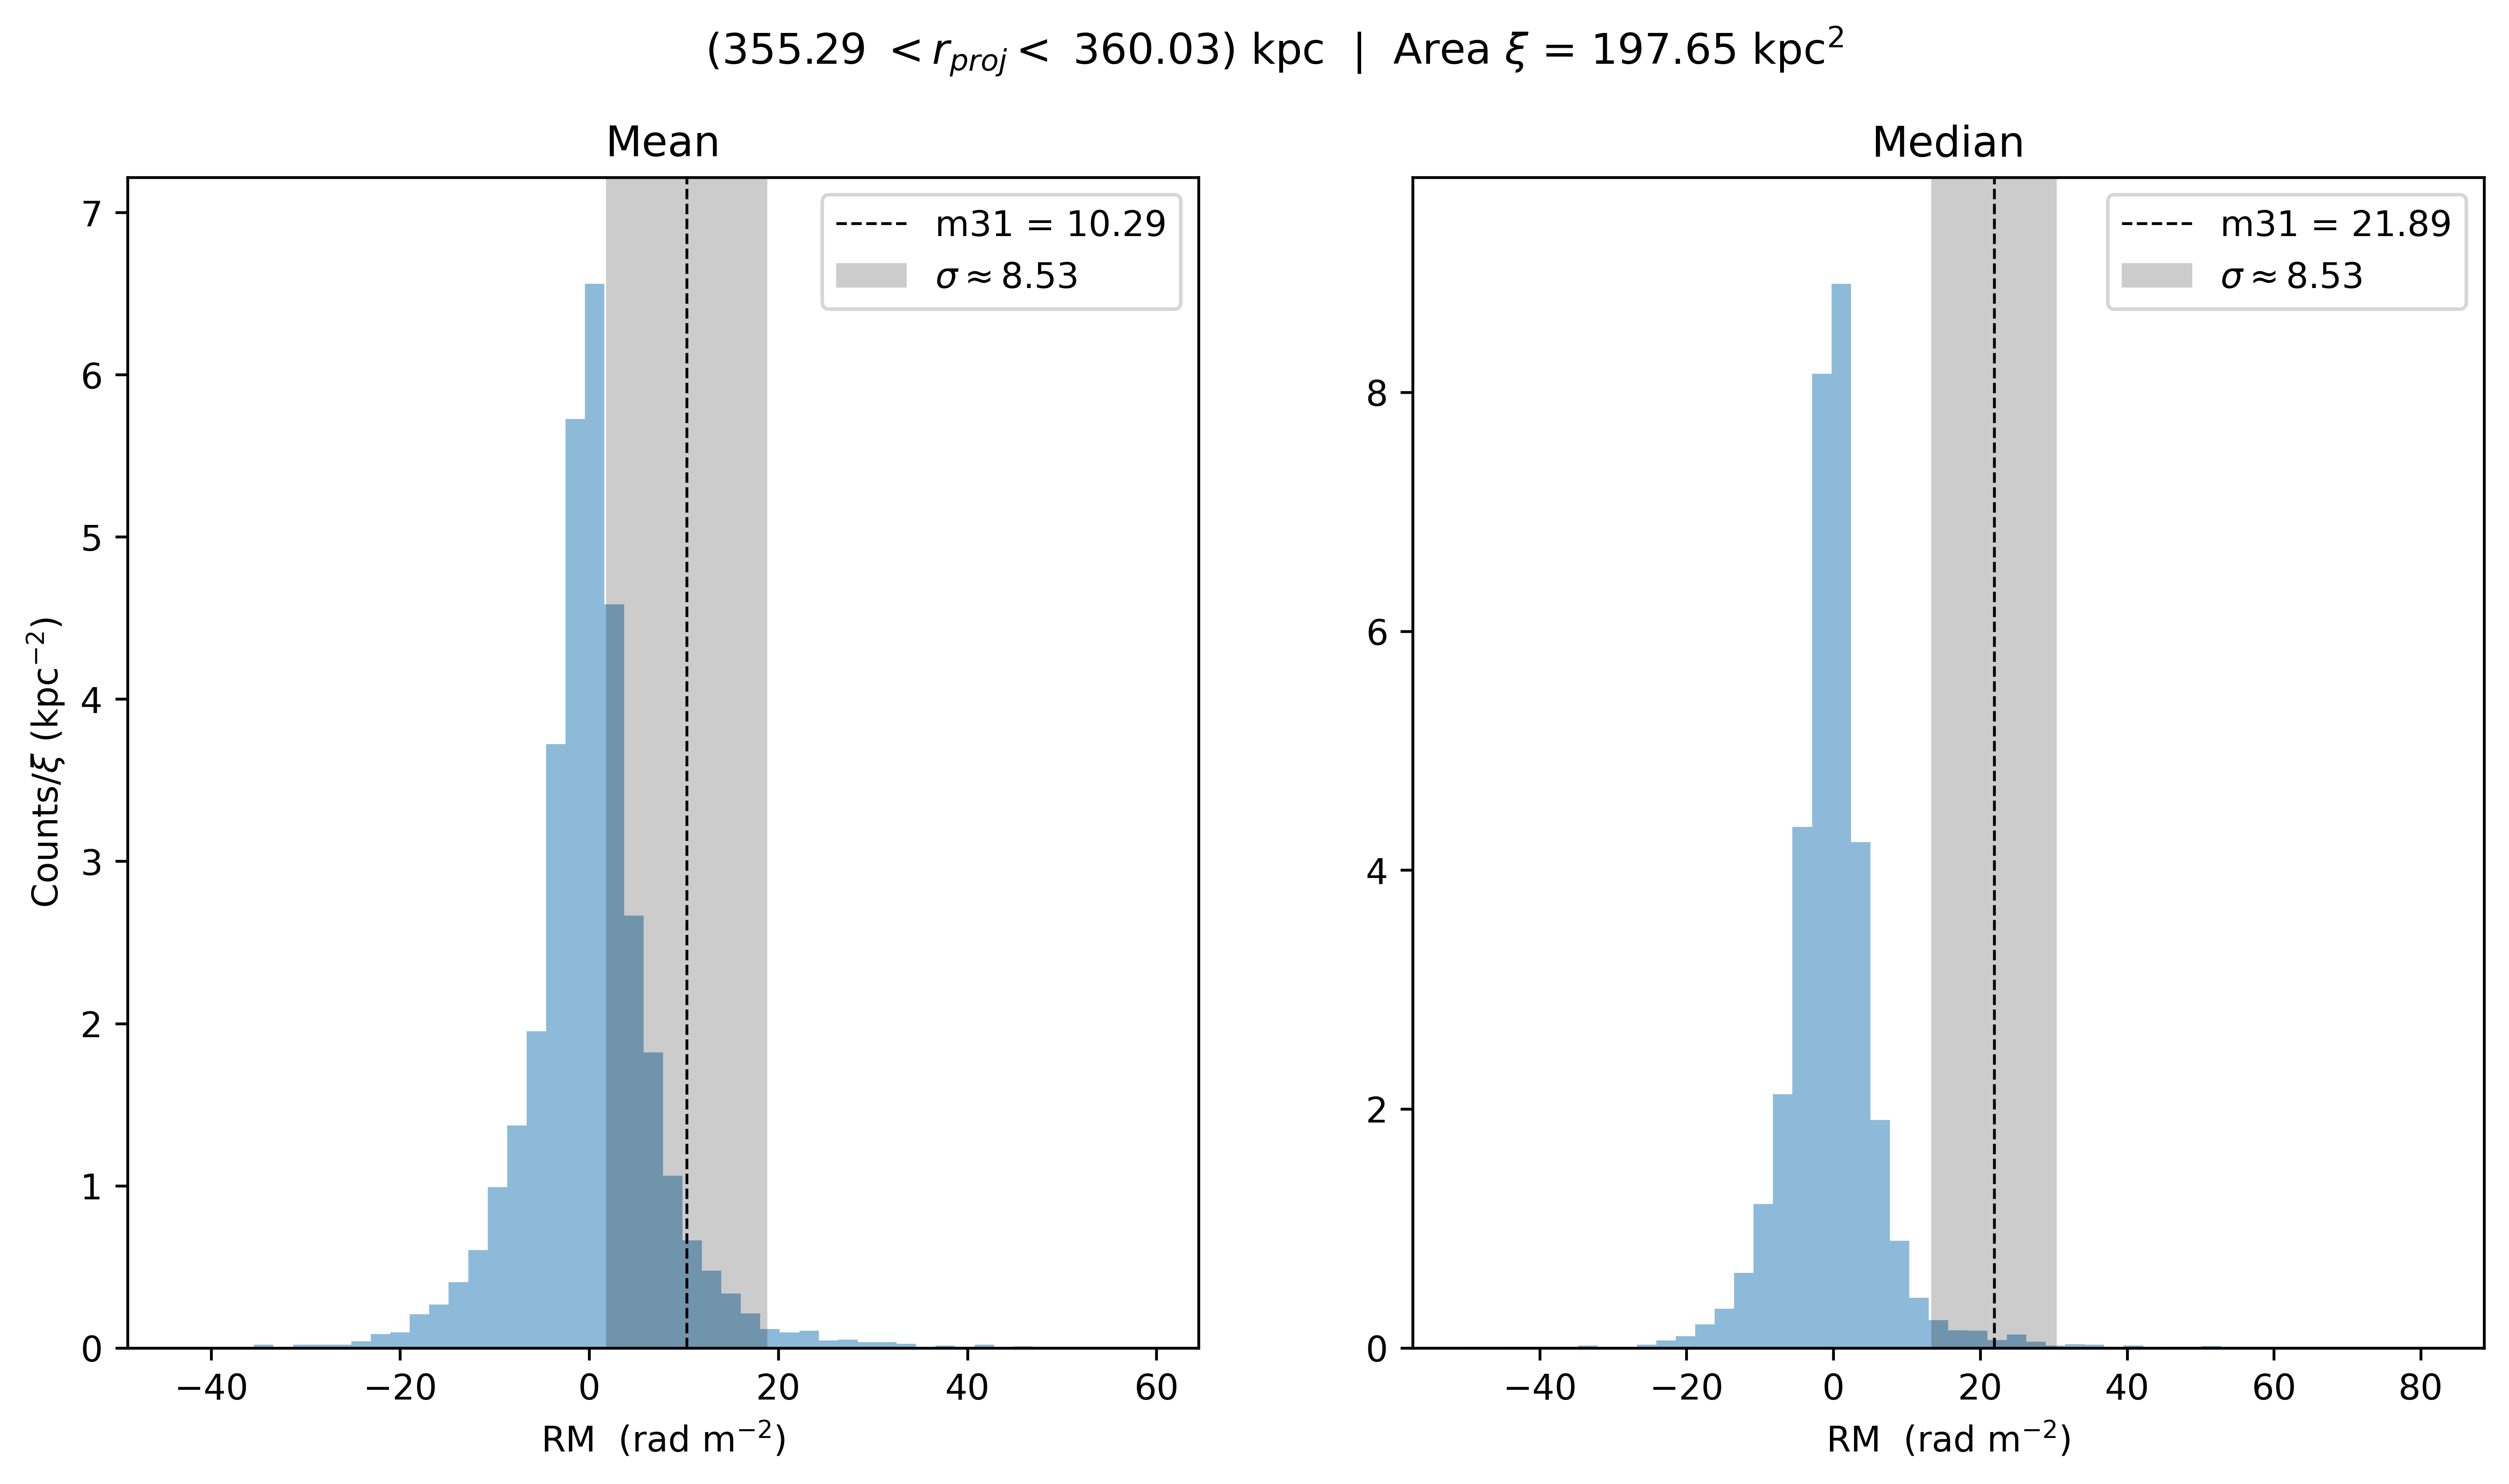 (355.29 < r_proj < 360.03) kpc | Area ξ = 197.65 kpc²
Mean
Median
m31 = 10.29
σ ≈ 8.53
m31 = 21.89
σ ≈ 8.53
Counts/ξ (kpc⁻²)
7
6
5
4
3
2
1
0
8
6
4
2
0
−40 −20 0 20 40 60
−40 −20 0 20 40 60 80
RM (rad m⁻²)
RM (rad m⁻²)